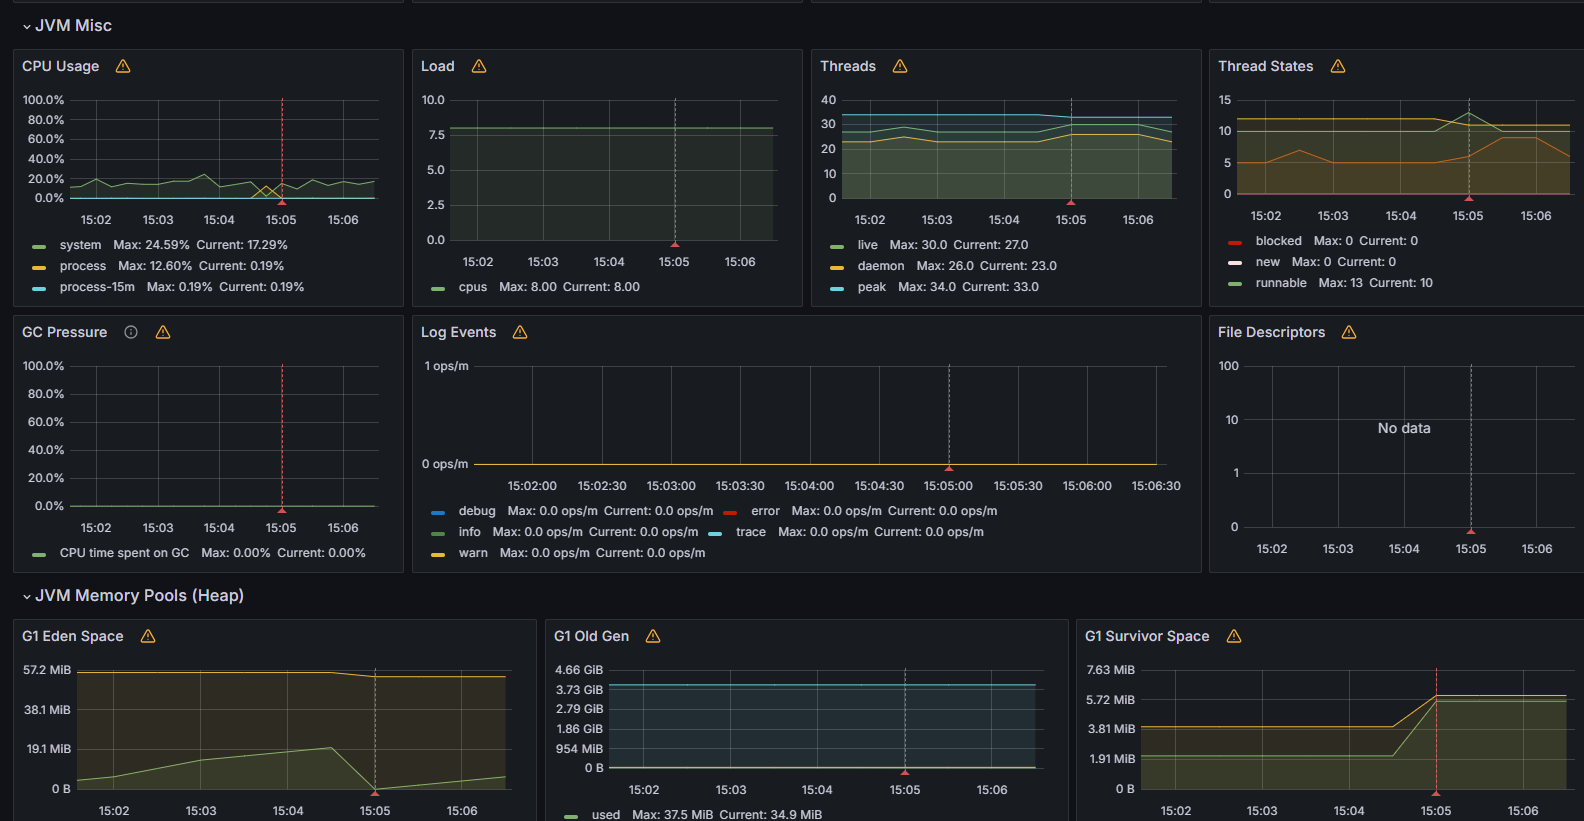 JVM Misc
CPU Usage
100.0%
80.0%
60.0%
40.0%
20.0%
0.0%
15:02 15:03 15:04 15:05 15:06
system Max: 24.59% Current: 17.29%
process Max: 12.60% Current: 0.19%
process-15m Max: 0.19% Current: 0.19%
Load
10.0
7.5
5.0
2.5
0.0
15:02 15:03 15:04 15:05 15:06
cpus Max: 8.00 Current: 8.00
Threads
40
30
20
10
0
15:02 15:03 15:04 15:05 15:06
live Max: 30.0 Current: 27.0
daemon Max: 26.0 Current: 23.0
peak Max: 34.0 Current: 33.0
Thread States
15
10
5
0
15:02 15:03 15:04 15:05 15:06
blocked Max: 0 Current: 0
new Max: 0 Current: 0
runnable Max: 13 Current: 10
GC Pressure
100.0%
80.0%
60.0%
40.0%
20.0%
0.0%
15:02 15:03 15:04 15:05 15:06
CPU time spent on GC Max: 0.00% Current: 0.00%
Log Events
1 ops/m
0 ops/m
15:02:00 15:02:30 15:03:00 15:03:30 15:04:00 15:04:30 15:05:00 15:05:30 15:06:00 15:06:30
debug Max: 0.0 ops/m Current: 0.0 ops/m error Max: 0.0 ops/m Current: 0.0 ops/m
info Max: 0.0 ops/m Current: 0.0 ops/m trace Max: 0.0 ops/m Current: 0.0 ops/m
warn Max: 0.0 ops/m Current: 0.0 ops/m
File Descriptors
100
10
1
0
No data
15:02 15:03 15:04 15:05 15:06
JVM Memory Pools (Heap)
G1 Eden Space
57.2 MiB
38.1 MiB
19.1 MiB
0 B
15:02 15:03 15:04 15:05 15:06
G1 Old Gen
4.66 GiB
3.73 GiB
2.79 GiB
1.86 GiB
954 MiB
0 B
15:02 15:03 15:04 15:05 15:06
used Max: 37.5 MiB Current: 34.9 MiB
G1 Survivor Space
7.63 MiB
5.72 MiB
3.81 MiB
1.91 MiB
0 B
15:02 15:03 15:04 15:05 15:06